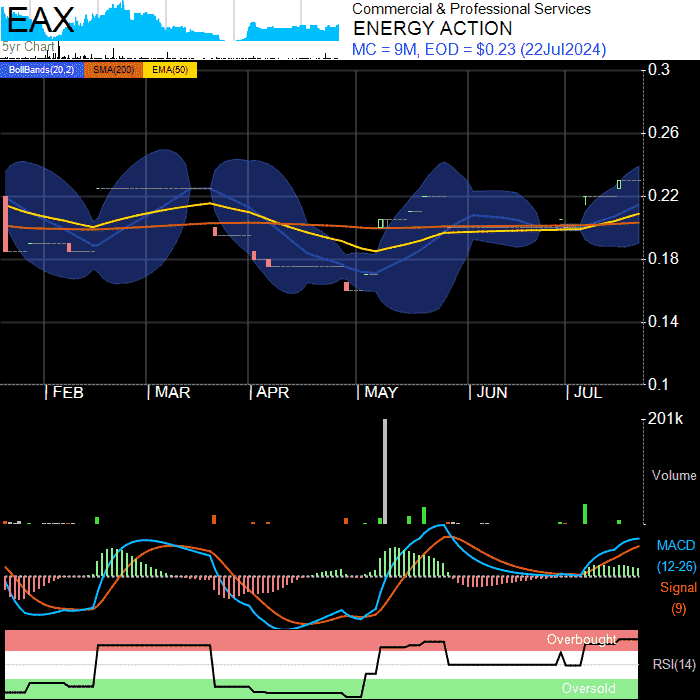 EAX
5yr Chart
Commercial & Professional Services
ENERGY ACTION
MC = 9M, EOD = $0.23 (22Jul2024)
BollBands(20,2) SMA(200) EMA(50)
0.3
0.26
0.22
0.18
0.14
0.1
FEB MAR APR MAY JUN JUL
201k
Volume
MACD
(12-26)
Signal
(9)
Overbought
RSI(14)
Oversold